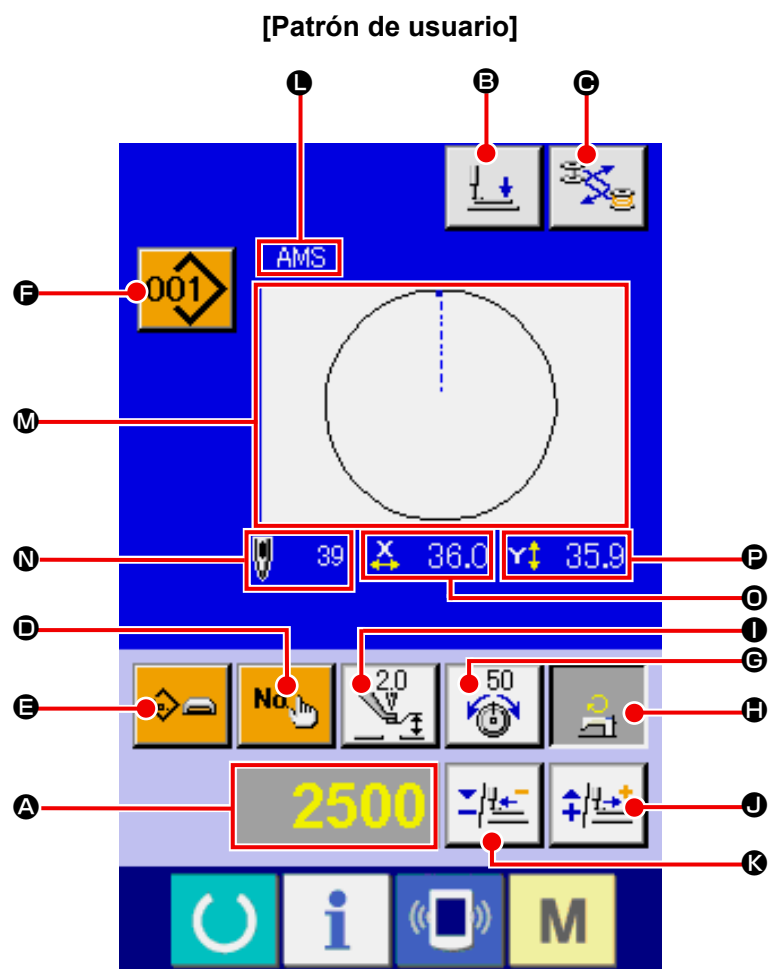 [Patrón de usuario]
L B C
AMS
F 001
M
N 39 X 36.0 Y 35.9 P
O
D I
G
E No. 2.0 50 H
A 2500 J
K
i M